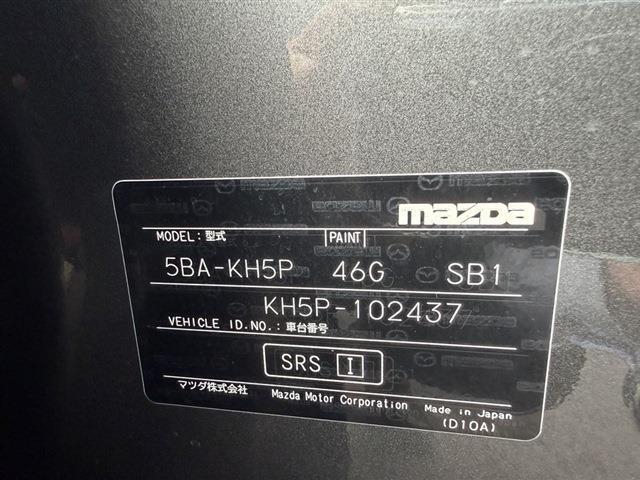 mazda
MODEL: 型式 PAINT
5BA-KH5P 46G SB1
KH5P-102437
VEHICLE ID.NO.: 車台番号
SRS I
マツダ株式会社 Mazda Motor Corporation Made in Japan
(D10A)